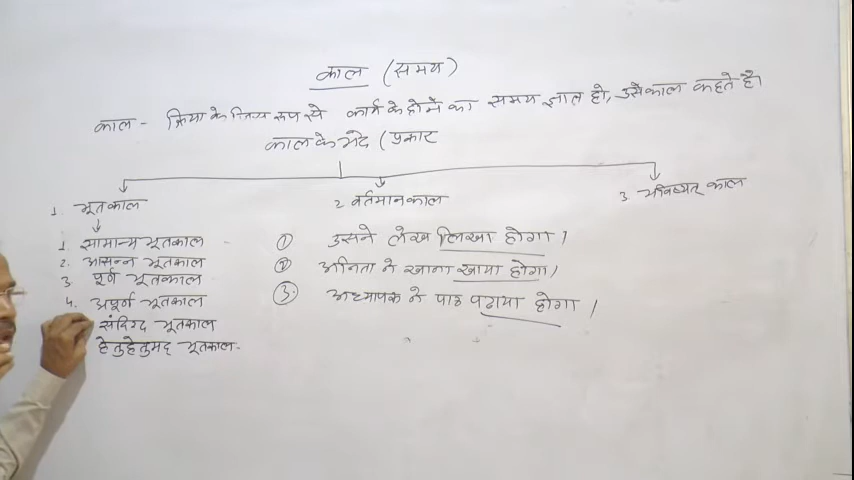 काल (समय)
काल - क्रिया के जिस रूप से कार्य के होने का समय ज्ञात हो, उसे काल कहते है।
काल के भेद (प्रकार
1. भूतकाल
2 वर्तमानकाल
3. भविष्यत् काल
1. सामान्य भूतकाल
2. आसन्न भूतकाल
3 पूर्ण भूतकाल
4. अपूर्ण भूतकाल
संदिग्द भूतकाल
हेतुहेतुमद् भूतकाल-
① उसने लेख लिखा होगा।
② अनिता ने खाना खाया होगा।
③. अध्यापक ने पाठ पढाया होगा।